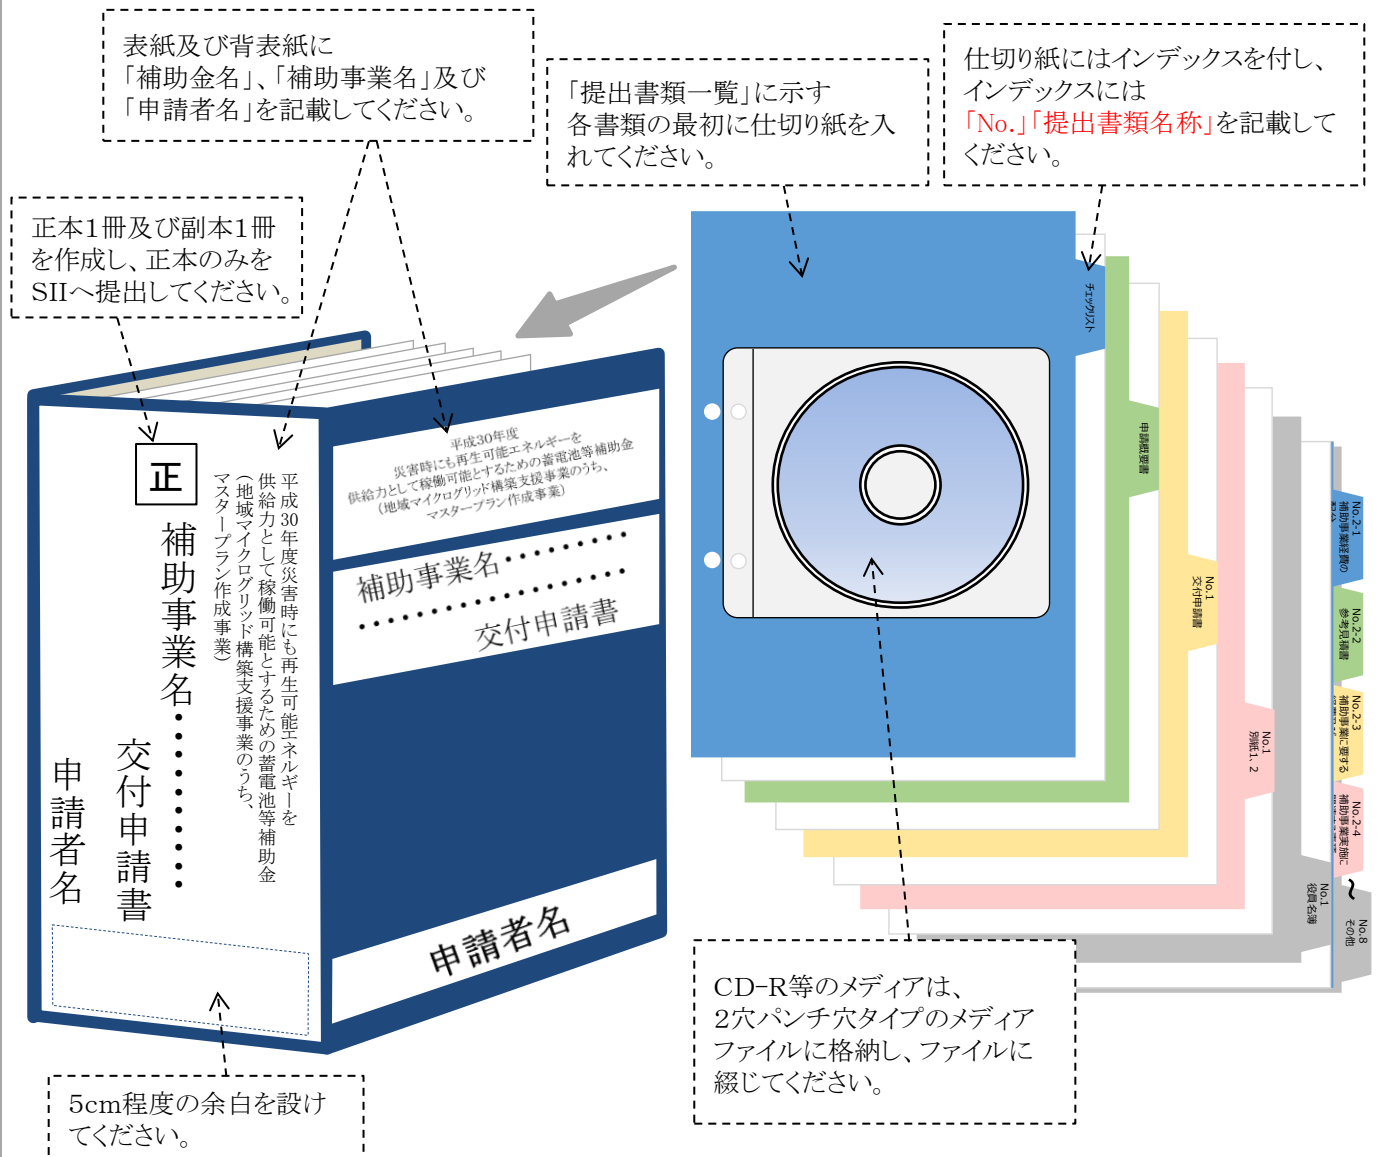 表紙及び背表紙に
「補助金名」、「補助事業名」及び
「申請者名」を記載してください。
「提出書類一覧」に示す
各書類の最初に仕切り紙を入
れてください。
仕切り紙にはインデックスを付し、
インデックスには
「No.」「提出書類名称」を記載して
ください。
正本1冊及び副本1冊
を作成し、正本のみを
SIIへ提出してください。
正
平成30年度災害時にも再生可能エネルギーを
供給力として稼働可能とするための蓄電池等補助金
(地域マイクログリッド構築支援事業のうち、
マスタープラン作成事業)
補助事業名・・・・・・・・・・
交付申請書
申請者名
平成30年度
災害時にも再生可能エネルギーを
供給力として稼働可能とするための蓄電池等補助金
(地域マイクログリッド構築支援事業のうち、
マスタープラン作成事業)
補助事業名・・・・・・・・・
・・・・・・・・・・・・・・・・・・
交付申請書
申請者名
チェックリスト
申請概要書
No.1
交付申請書
No.1
別紙1、2
No.1
役員名簿
No.2-1
補助事業経費の
No.2-2
参考見積書
No.2-3
補助事業に要する
No.2-4
補助事業実施に
~
No.8
その他
CD-R等のメディアは、
2穴パンチ穴タイプのメディア
ファイルに格納し、ファイルに
綴じてください。
5cm程度の余白を設け
てください。